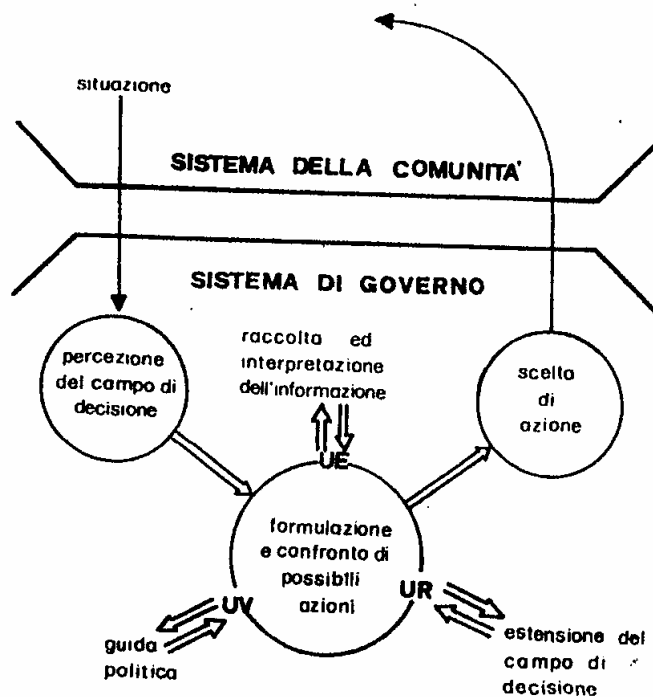 situazione
SISTEMA DELLA COMUNITA'
SISTEMA DI GOVERNO
percezione
del campo di
decisione
raccolta ed
interpretazione
dell'informazione
scelta
di
azione
UE
formulazione
e confronto di
possibili
azioni
UV
UR
guida
politica
estensione del
campo di
decisione